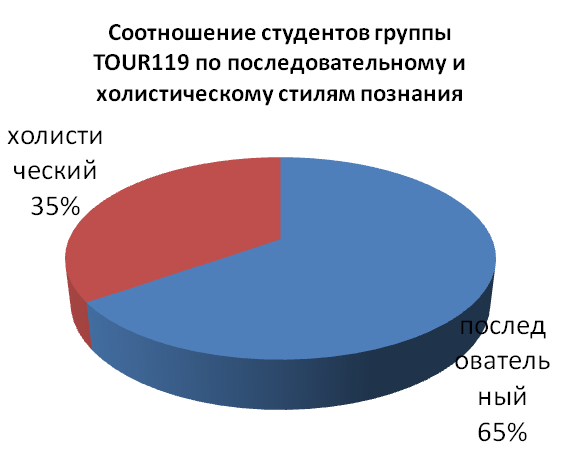 Соотношение студентов группы
TOUR119 по последовательному и
холистическому стилям познания
холисти
ческий
35%
послед
ователь
ный
65%